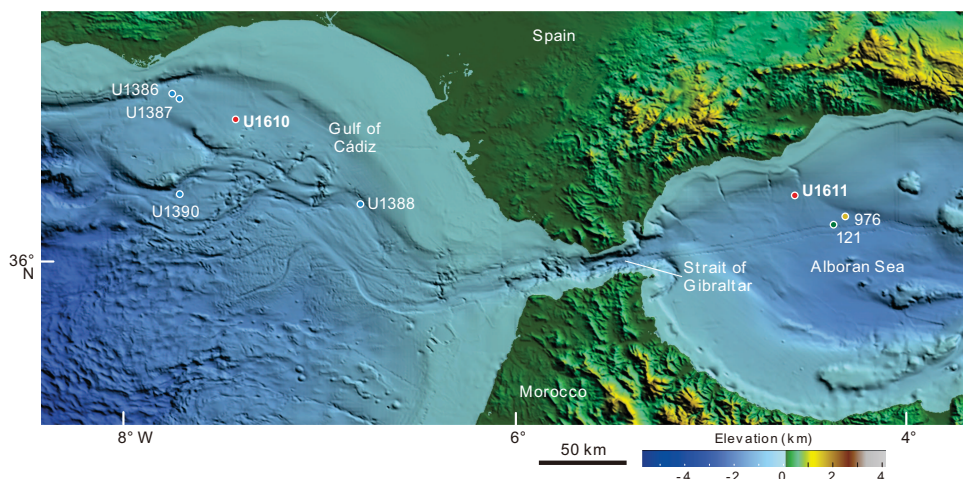 Spain
U1386
U1387
U1610
Gulf of
Cádiz
U1611
U1390
U1388
976
121
36°
N
Strait of
Gibraltar
Alboran Sea
Morocco
8° W
6°
4°
50 km
Elevation (km)
-4
-2
0
2
4